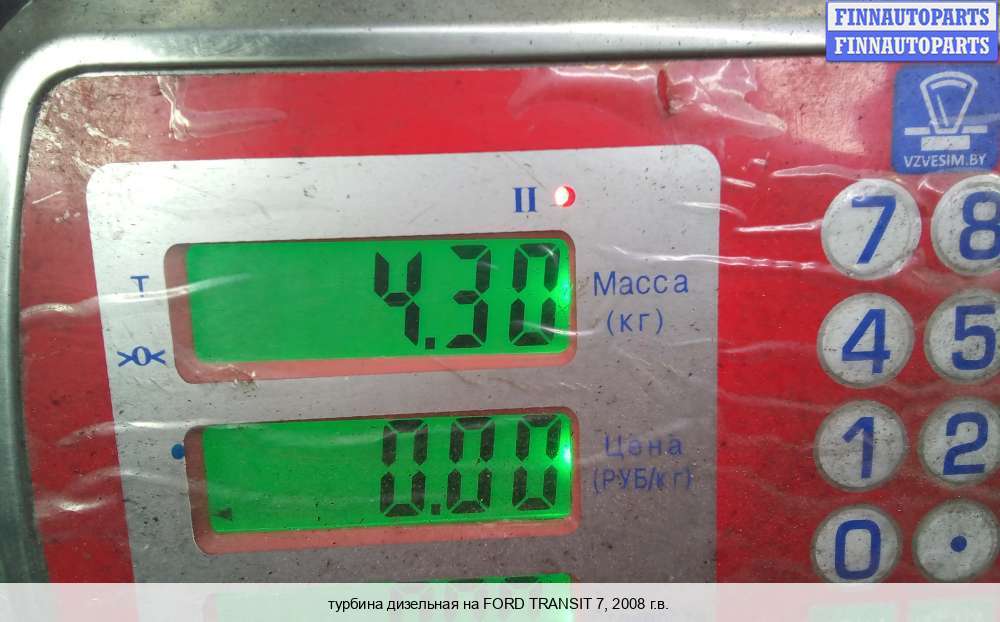 FINNAUTOPARTS
FINNAUTOPARTS
VZVESIM.BY
II
7 8
4.30
Масса
(кг)
T
>0<
4 5
0.00
Цена
(РУБ/кг)
1 2
0 .
турбина дизельная на FORD TRANSIT 7, 2008 г.в.